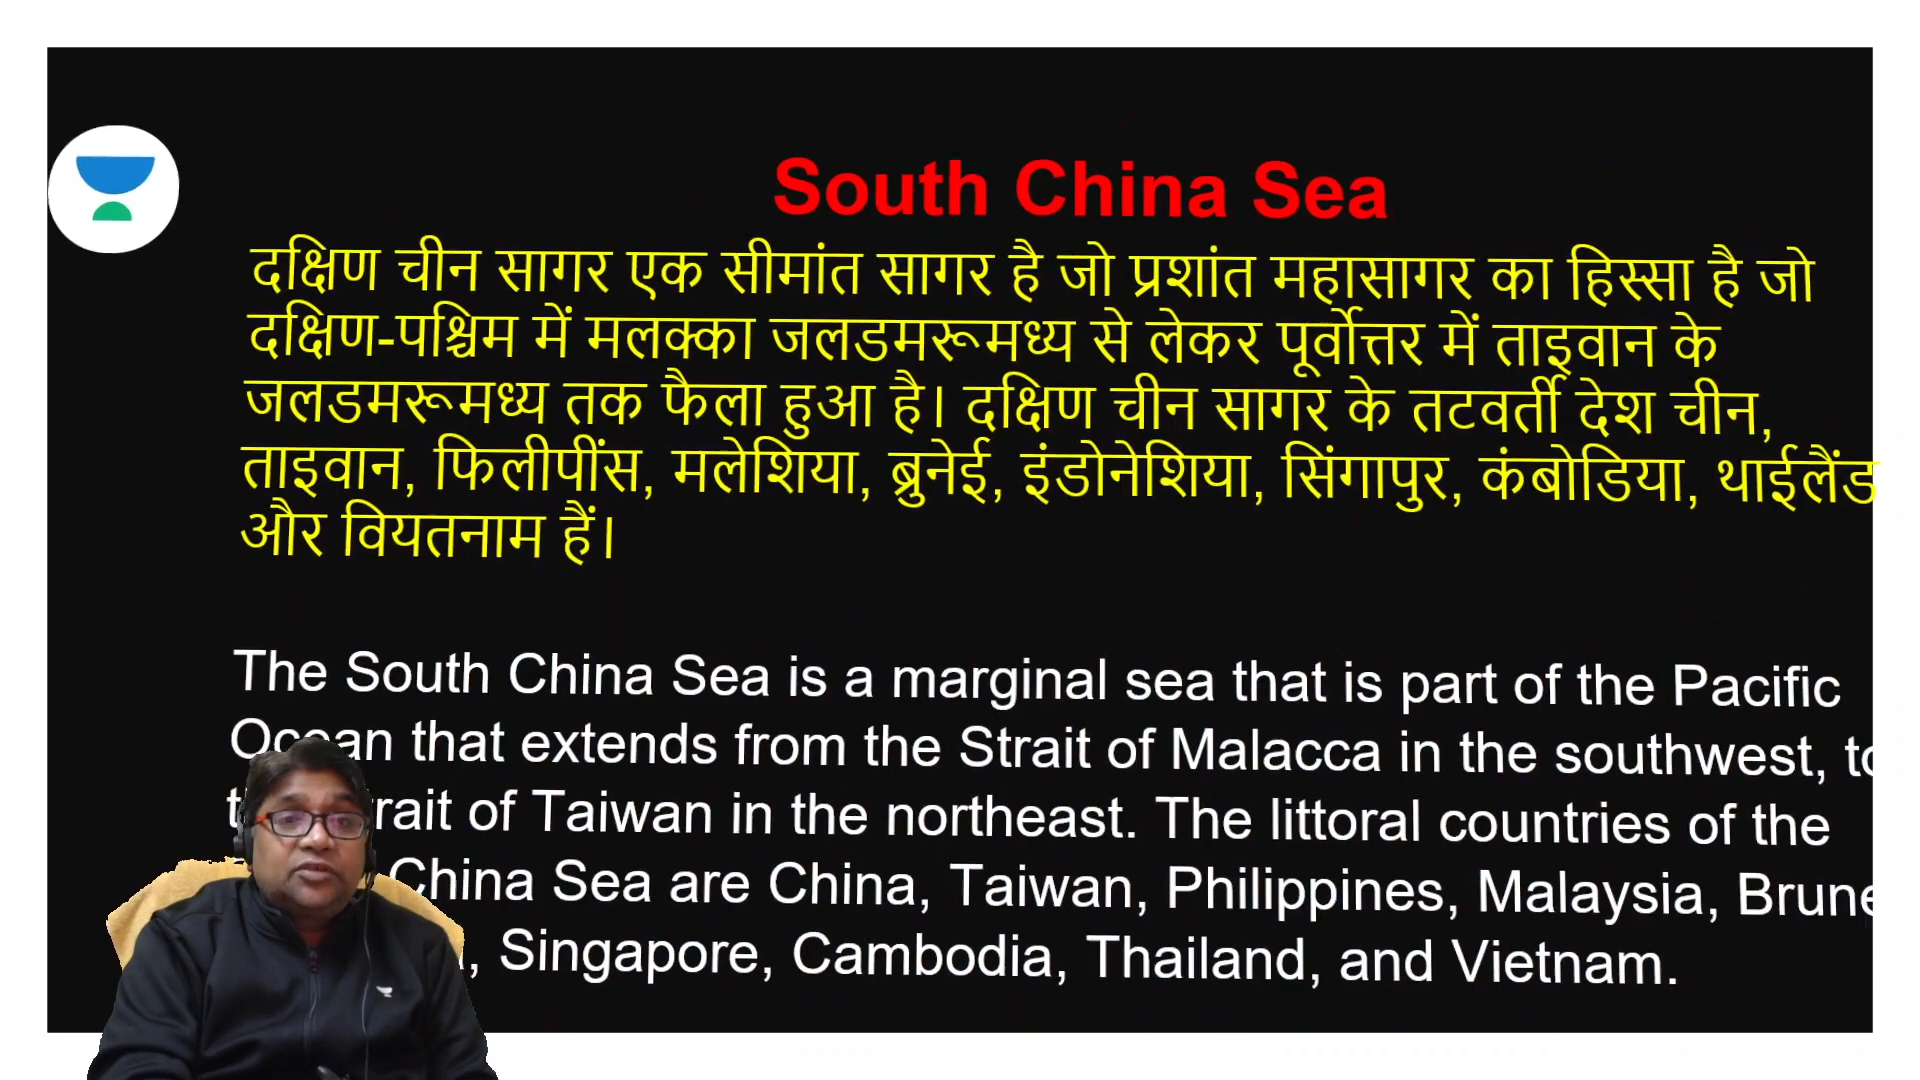 South China Sea
दक्षिण चीन सागर एक सीमांत सागर है जो प्रशांत महासागर का हिस्सा है जो
दक्षिण-पश्चिम में मलक्का जलडमरूमध्य से लेकर पूर्वोत्तर में ताइवान के
जलडमरूमध्य तक फैला हुआ है। दक्षिण चीन सागर के तटवर्ती देश चीन,
ताइवान, फिलीपींस, मलेशिया, ब्रुनेई, इंडोनेशिया, सिंगापुर, कंबोडिया, थाईलैंड
और वियतनाम हैं।
The South China Sea is a marginal sea that is part of the Pacific
Ocean that extends from the Strait of Malacca in the southwest, to
of Taiwan in the northeast. The littoral countries of the
China Sea are China, Taiwan, Philippines, Malaysia,
Singapore, Cambodia, Thailand, and Vietnam.